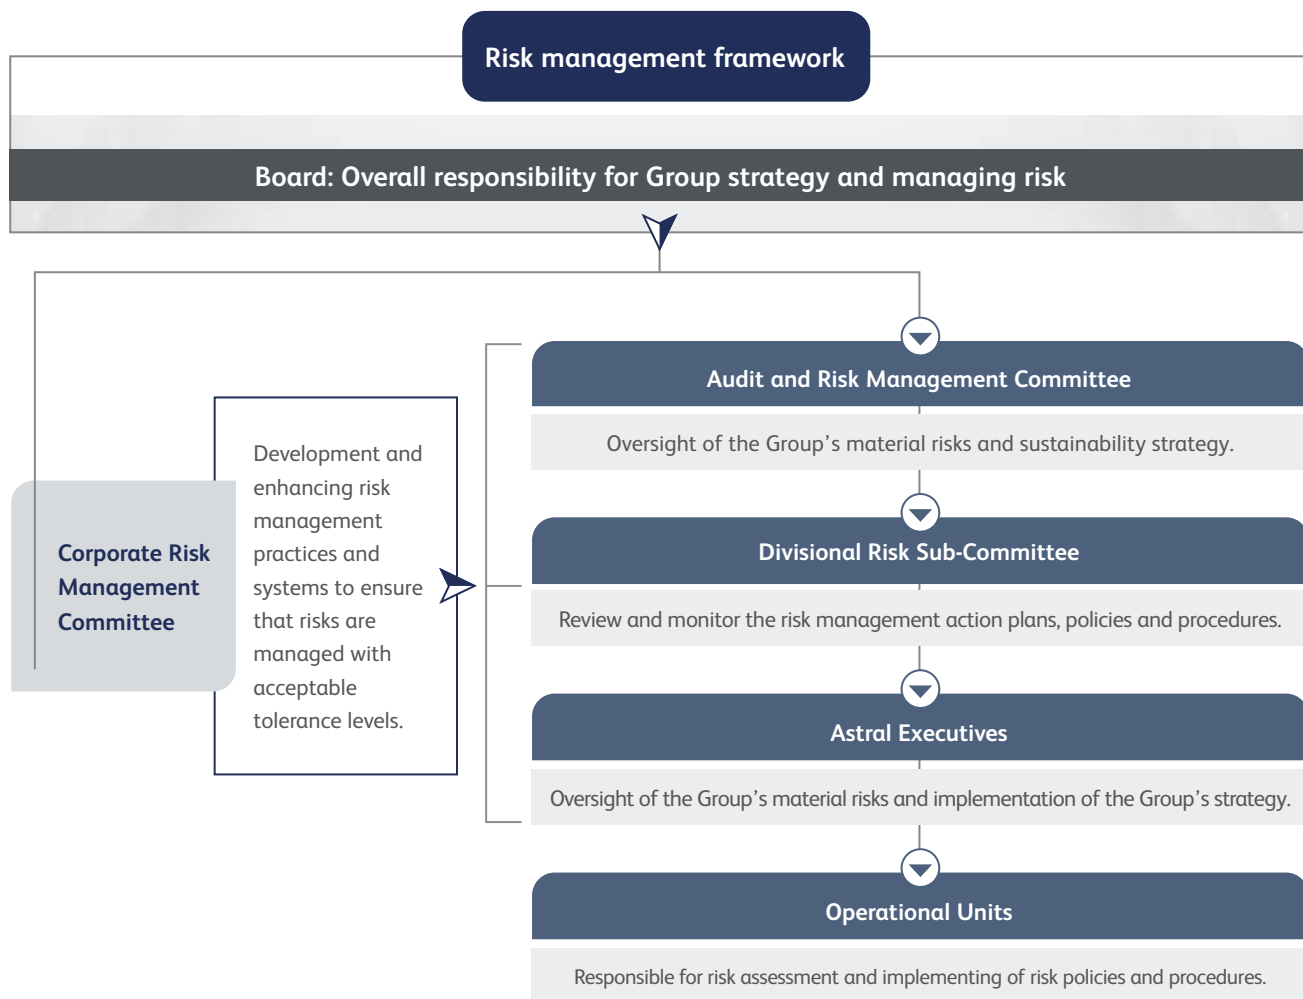 Risk management framework
Board: Overall responsibility for Group strategy and managing risk
Corporate Risk
Management
Committee
Development and
enhancing risk
management
practices and
systems to ensure
that risks are
managed with
acceptable
tolerance levels.
Audit and Risk Management Committee
Oversight of the Group’s material risks and sustainability strategy.
Divisional Risk Sub-Committee
Review and monitor the risk management action plans, policies and procedures.
Astral Executives
Oversight of the Group’s material risks and implementation of the Group’s strategy.
Operational Units
Responsible for risk assessment and implementing of risk policies and procedures.